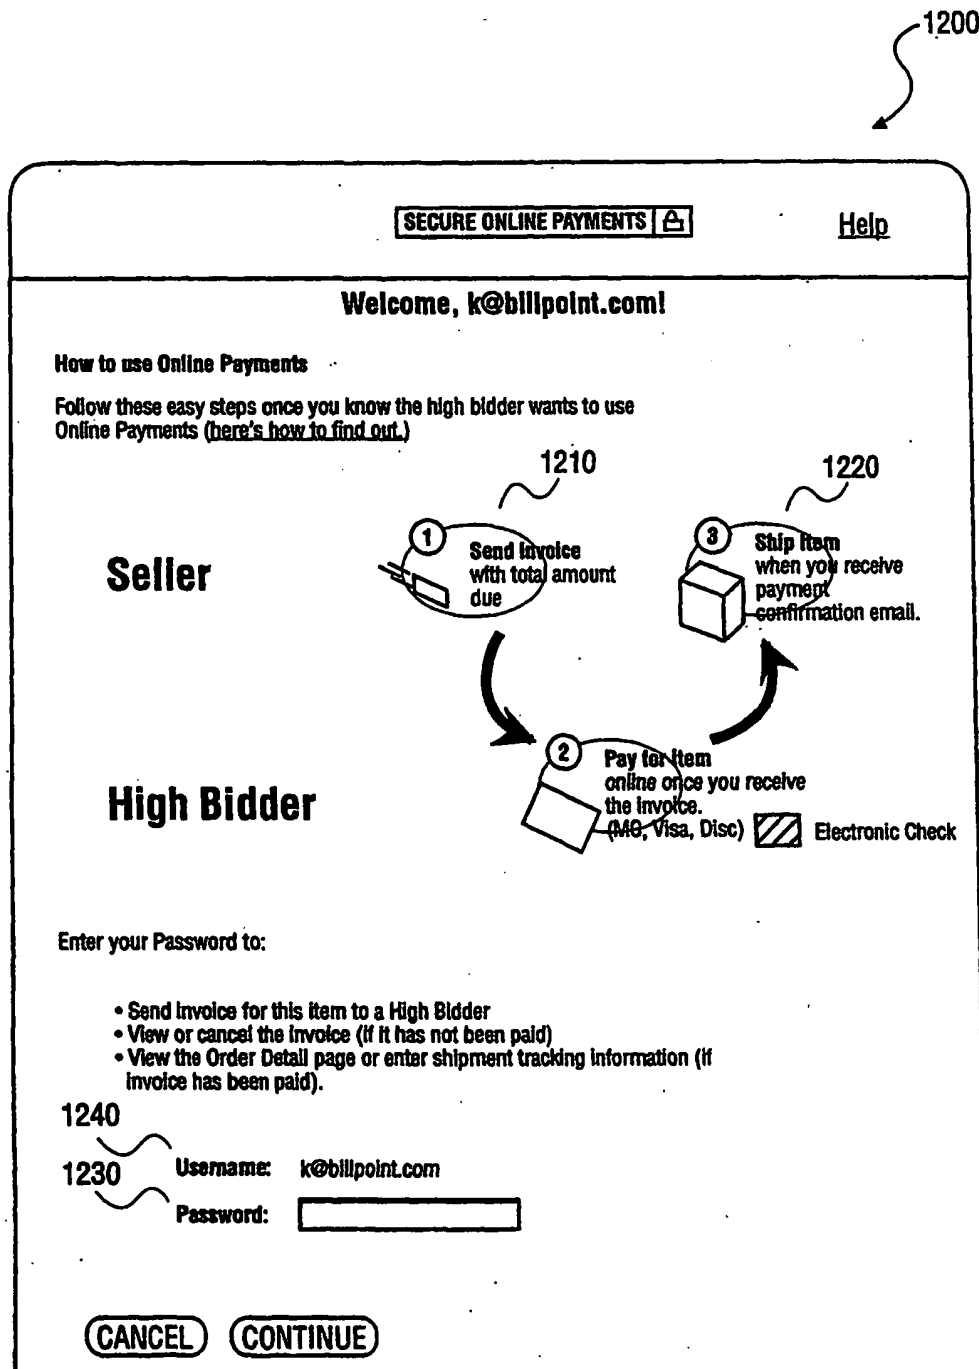 1200
SECURE ONLINE PAYMENTS
Help
Welcome, k@billpoint.com!
How to use Online Payments
Follow these easy steps once you know the high bidder wants to use
Online Payments (here's how to find out.)
1210
1220
Seller
1
Send Invoice
with total amount
due
3
Ship Item
when you receive
payment
confirmation email.
High Bidder
2
Pay for Item
online once you receive
the invoice.
(MC, Visa, Disc)
Electronic Check
Enter your Password to:
• Send Invoice for this item to a High Bidder
• View or cancel the invoice (if it has not been paid)
• View the Order Detail page or enter shipment tracking information (if
invoice has been paid).
1240
Username: k@billpoint.com
1230
Password:
CANCEL CONTINUE